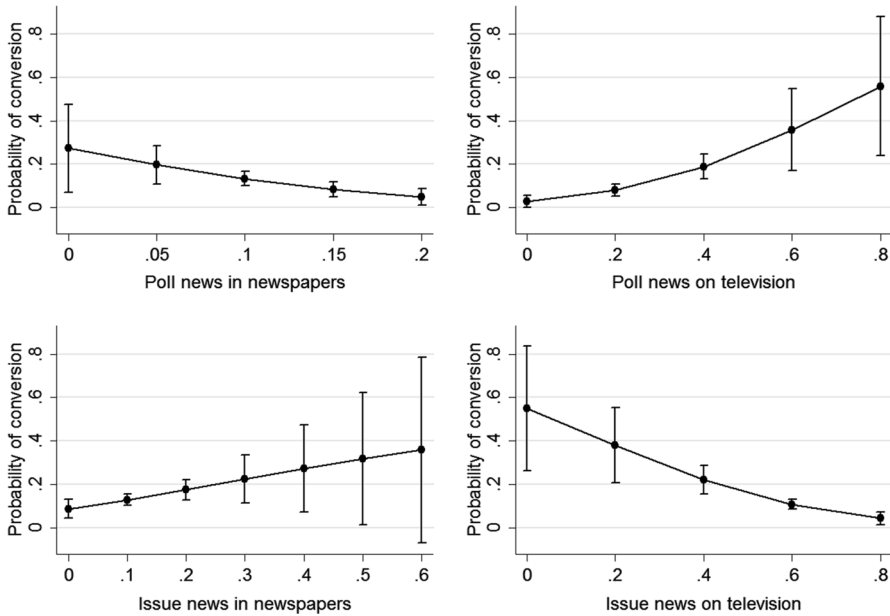 Probability of conversion
0 .2 .4 .6 .8
0 .05 .1 .15 .2
Poll news in newspapers
Probability of conversion
0 .2 .4 .6 .8
0 .2 .4 .6 .8
Poll news on television
Probability of conversion
0 .2 .4 .6 .8
0 .1 .2 .3 .4 .5 .6
Issue news in newspapers
Probability of conversion
0 .2 .4 .6 .8
0 .2 .4 .6 .8
Issue news on television